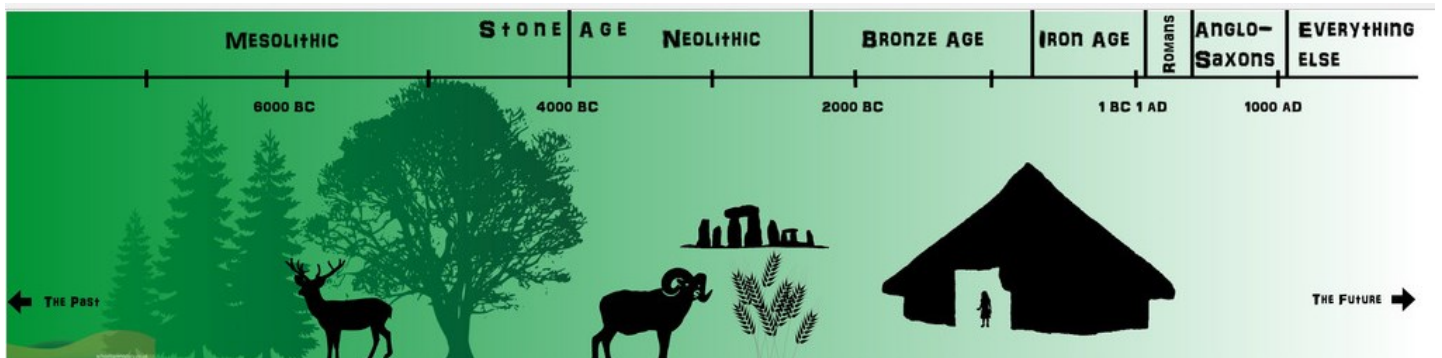 MESOLITHIC
STONE AGE
NEOLITHIC
BRONZE AGE
IRON AGE
ROMANS
ANGLO-
SAXONS
EVERYTHING
ELSE
6000 BC
4000 BC
2000 BC
1 BC 1 AD
1000 AD
THE PAST
THE FUTURE